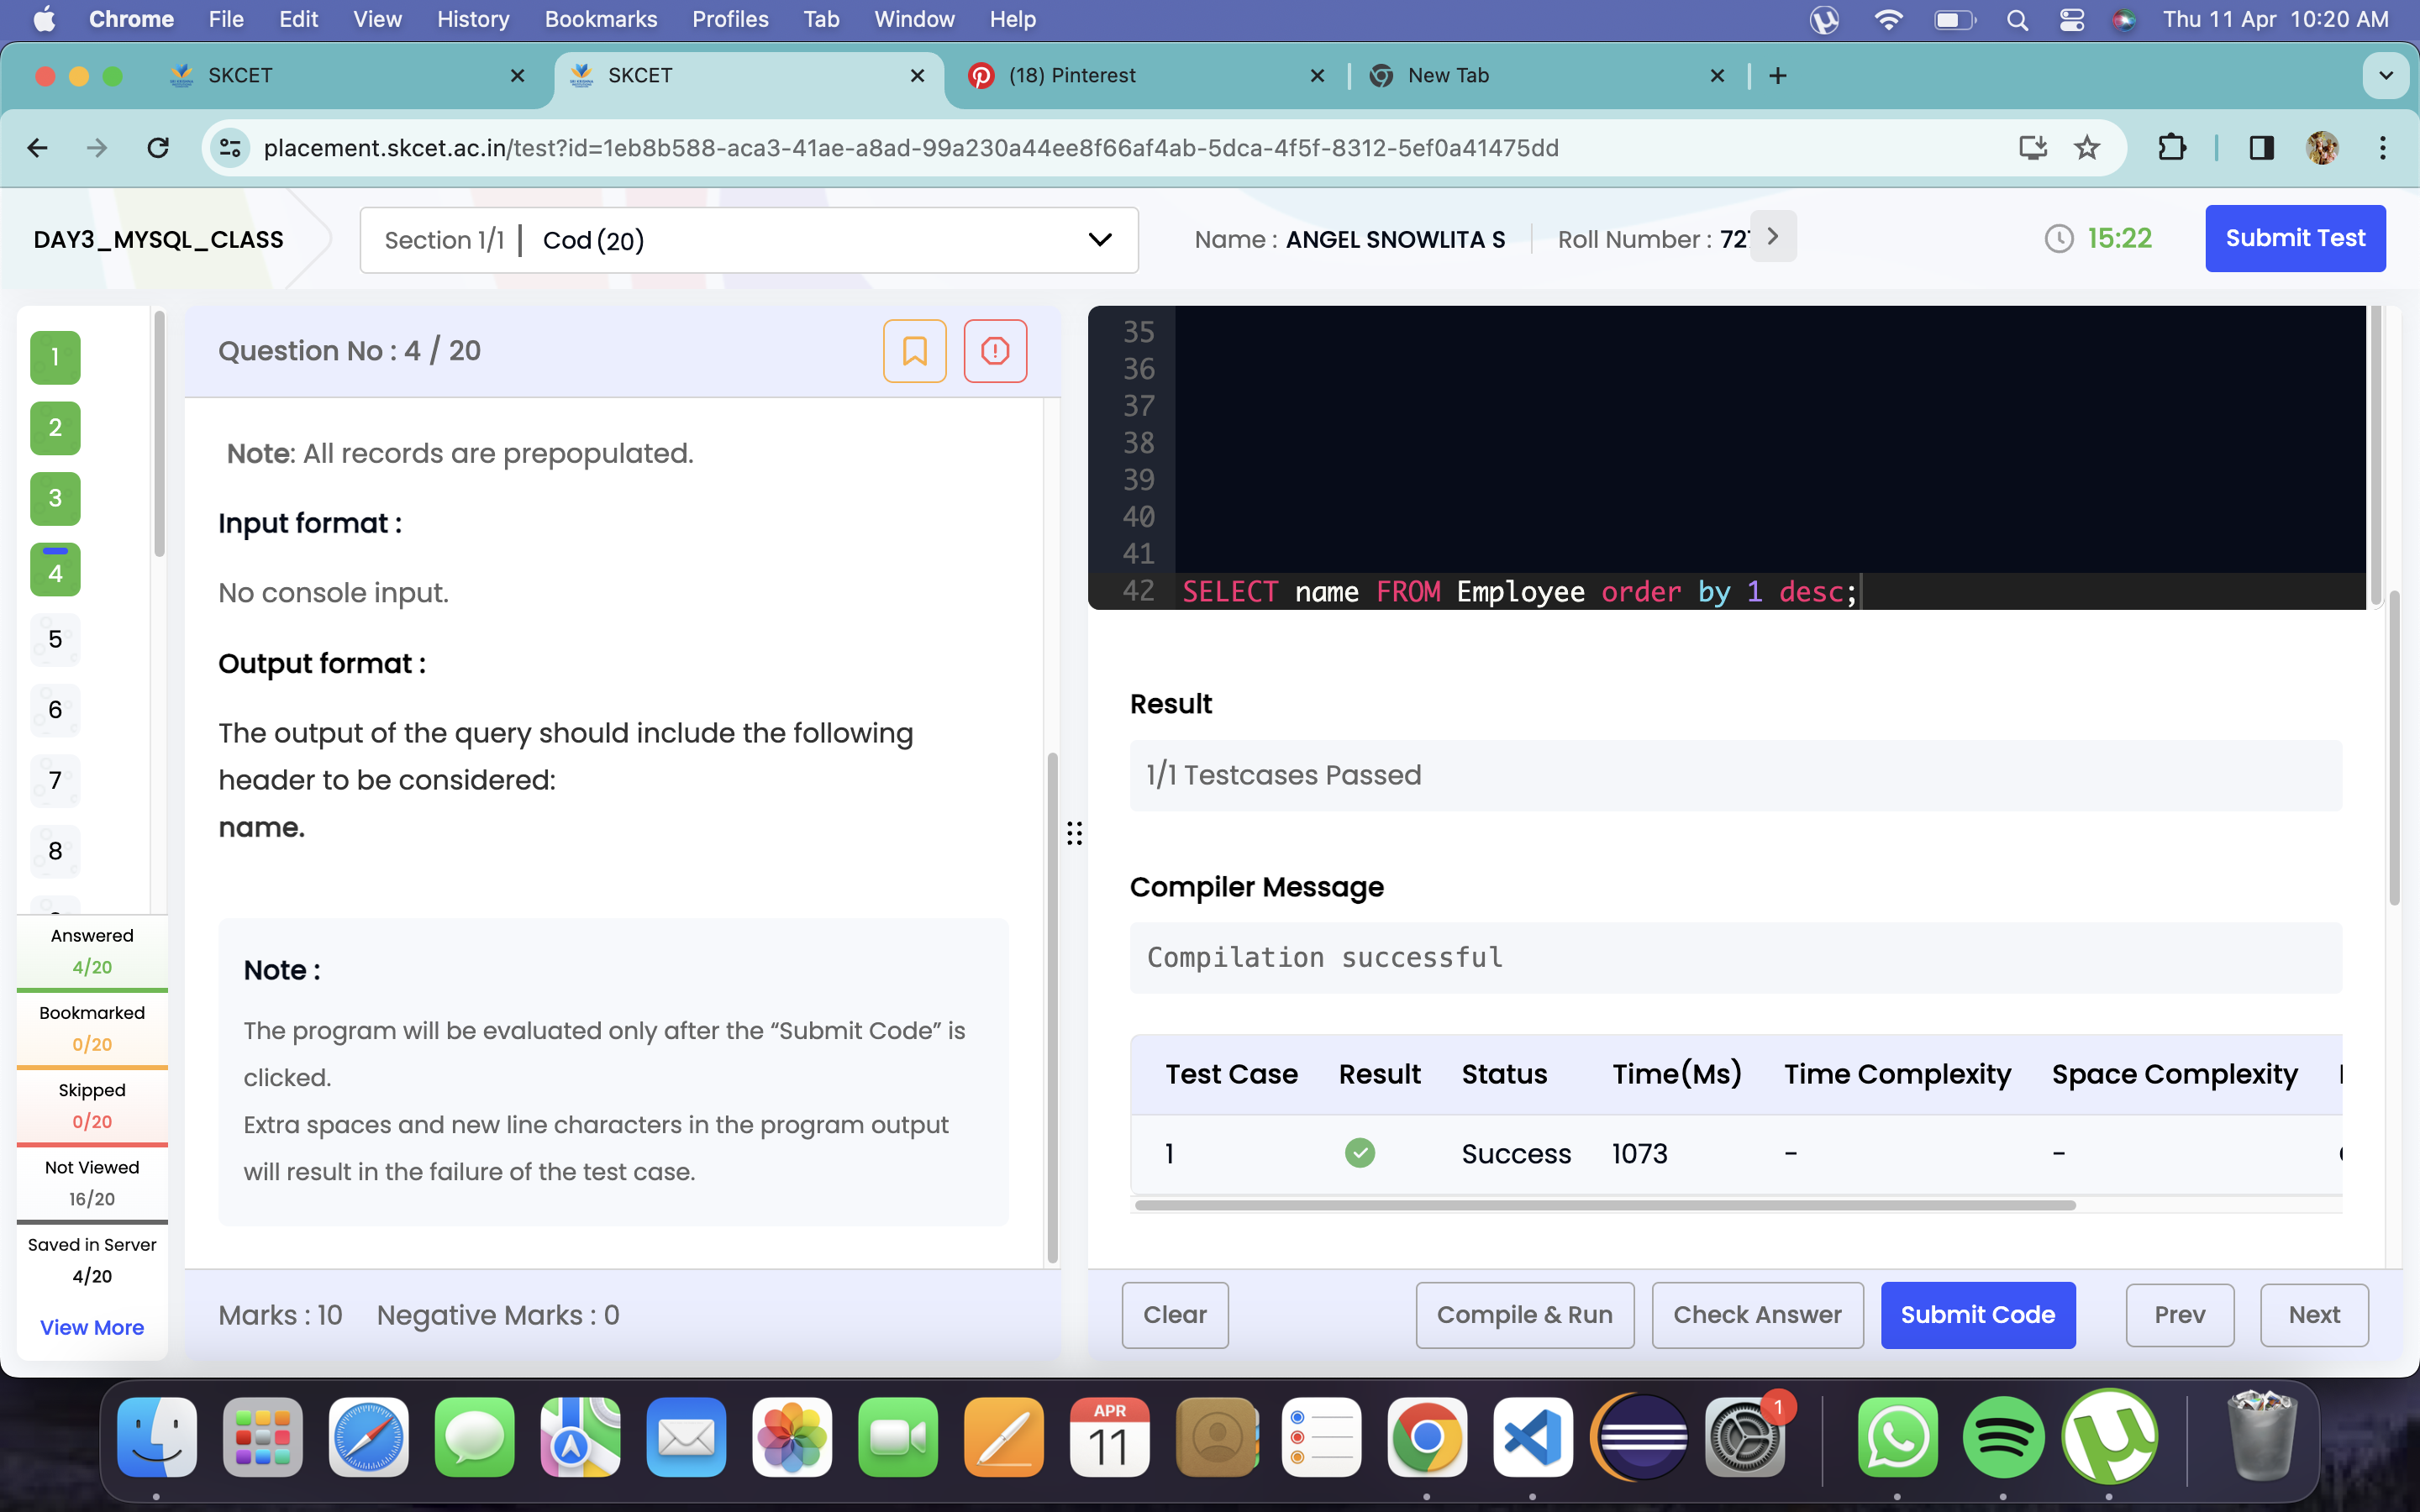 Chrome File Edit View History Bookmarks Profiles Tab Window Help Thu 11 Apr 10:20 AM
SKCET SKCET (18) Pinterest New Tab
placement.skcet.ac.in/test?id=1eb8b588-aca3-41ae-a8ad-99a230a44ee8f66af4ab-5dca-4f5f-8312-5ef0a41475dd
DAY3_MYSQL_CLASS Section 1/1 | Cod (20) Name : ANGEL SNOWLITA S Roll Number : 72 15:22 Submit Test
1
2
3
4
5
6
7
8
Answered
4/20
Bookmarked
0/20
Skipped
0/20
Not Viewed
16/20
Saved in Server
4/20
View More
Question No : 4 / 20
Note: All records are prepopulated.
Input format :
No console input.
Output format :
The output of the query should include the following
header to be considered:
name.
Note :
The program will be evaluated only after the “Submit Code” is
clicked.
Extra spaces and new line characters in the program output
will result in the failure of the test case.
Marks : 10 Negative Marks : 0
35
36
37
38
39
40
41
42 SELECT name FROM Employee order by 1 desc;
Result
1/1 Testcases Passed
Compiler Message
Compilation successful
Test Case Result Status Time(Ms) Time Complexity Space Complexity
1 Success 1073 - -
Clear Compile & Run Check Answer Submit Code Prev Next
APR
11
1